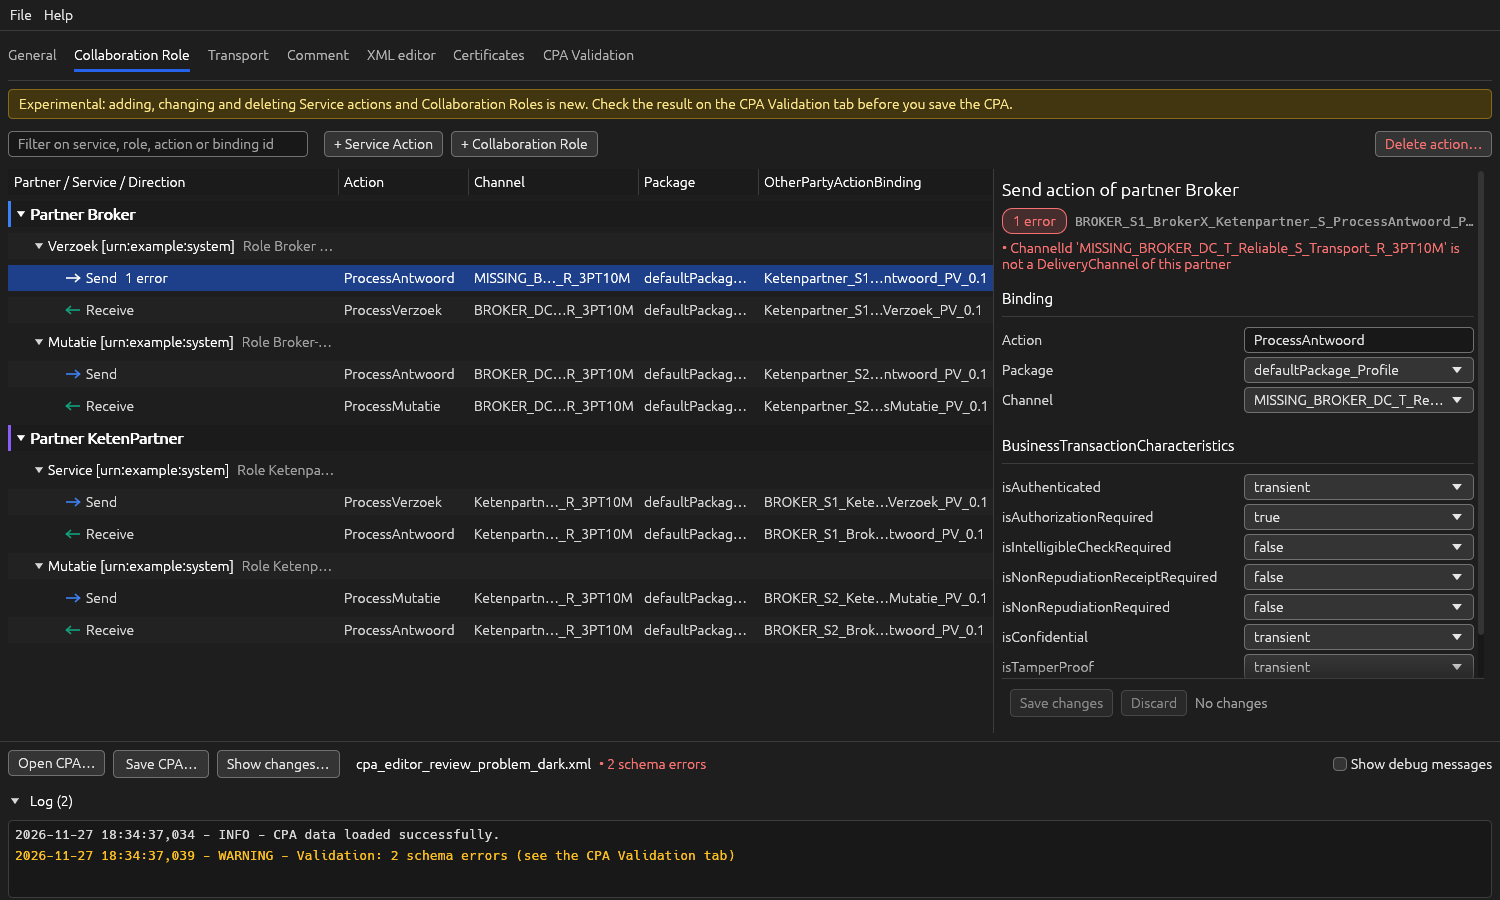 File Help
General Collaboration Role Transport Comment XML editor Certificates CPA Validation
Experimental: adding, changing and deleting Service actions and Collaboration Roles is new. Check the result on the CPA Validation tab before you save the CPA.
Filter on service, role, action or binding id + Service Action + Collaboration Role Delete action...
Partner / Service / Direction Action Channel Package OtherPartyActionBinding
Partner Broker
Verzoek [urn:example:system] Role Broker ...
→ Send 1 error ProcessAntwoord MISSING_B..._R_3PT10M defaultPackag... Ketenpartner_S1...ntwoord_PV_0.1
← Receive ProcessVerzoek BROKER_DC...R_3PT10M defaultPackag... Ketenpartner_S1...Verzoek_PV_0.1
Mutatie [urn:example:system] Role Broker-...
→ Send ProcessAntwoord BROKER_DC...R_3PT10M defaultPackag... Ketenpartner_S2...ntwoord_PV_0.1
← Receive ProcessMutatie BROKER_DC...R_3PT10M defaultPackag... Ketenpartner_S2...sMutatie_PV_0.1
Partner KetenPartner
Service [urn:example:system] Role Ketenpa...
→ Send ProcessVerzoek Ketenpartn..._R_3PT10M defaultPackag... BROKER_S1_Kete...Verzoek_PV_0.1
← Receive ProcessAntwoord Ketenpartn..._R_3PT10M defaultPackag... BROKER_S1_Brok...twoord_PV_0.1
Mutatie [urn:example:system] Role Ketenp...
→ Send ProcessMutatie Ketenpartn..._R_3PT10M defaultPackag... BROKER_S2_Kete...Mutatie_PV_0.1
← Receive ProcessAntwoord Ketenpartn..._R_3PT10M defaultPackag... BROKER_S2_Brok...twoord_PV_0.1
Send action of partner Broker
1 error BROKER_S1_BrokerX_Ketenpartner_S_ProcessAntwoord_P...
• ChannelId 'MISSING_BROKER_DC_T_Reliable_S_Transport_R_3PT10M' is
not a DeliveryChannel of this partner
Binding
Action ProcessAntwoord
Package defaultPackage_Profile
Channel MISSING_BROKER_DC_T_Re...
BusinessTransactionCharacteristics
isAuthenticated transient
isAuthorizationRequired true
isIntelligibleCheckRequired false
isNonRepudiationReceiptRequired false
isNonRepudiationRequired false
isConfidential transient
isTamperProof transient
Save changes Discard No changes
Open CPA... Save CPA... Show changes... cpa_editor_review_problem_dark.xml • 2 schema errors Show debug messages
Log (2)
2026-11-27 18:34:37,034 - INFO - CPA data loaded successfully.
2026-11-27 18:34:37,039 - WARNING - Validation: 2 schema errors (see the CPA Validation tab)